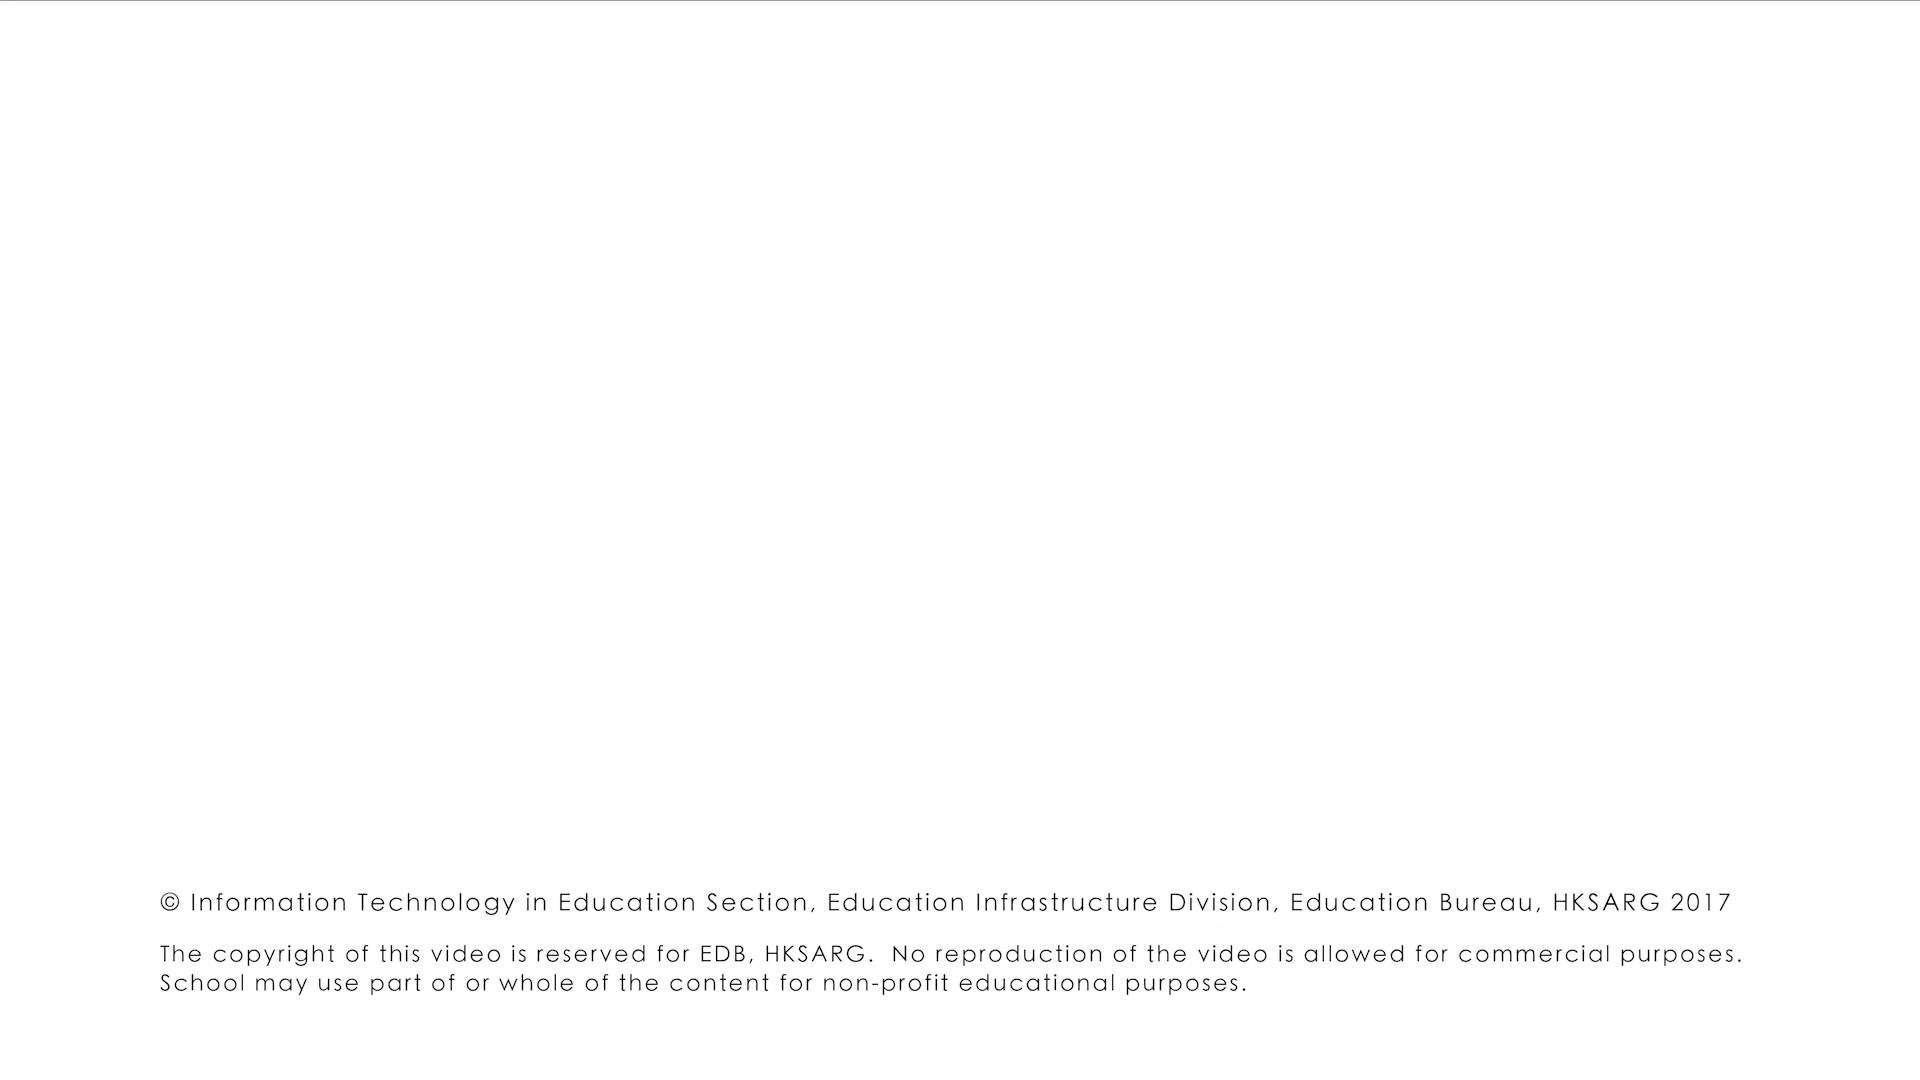 © Information Technology in Education Section, Education Infrastructure Division, Education Bureau, HKSARG 2017
The copyright of this video is reserved for EDB, HKSARG.  No reproduction of the video is allowed for commercial purposes.
School may use part of or whole of the content for non-profit educational purposes.